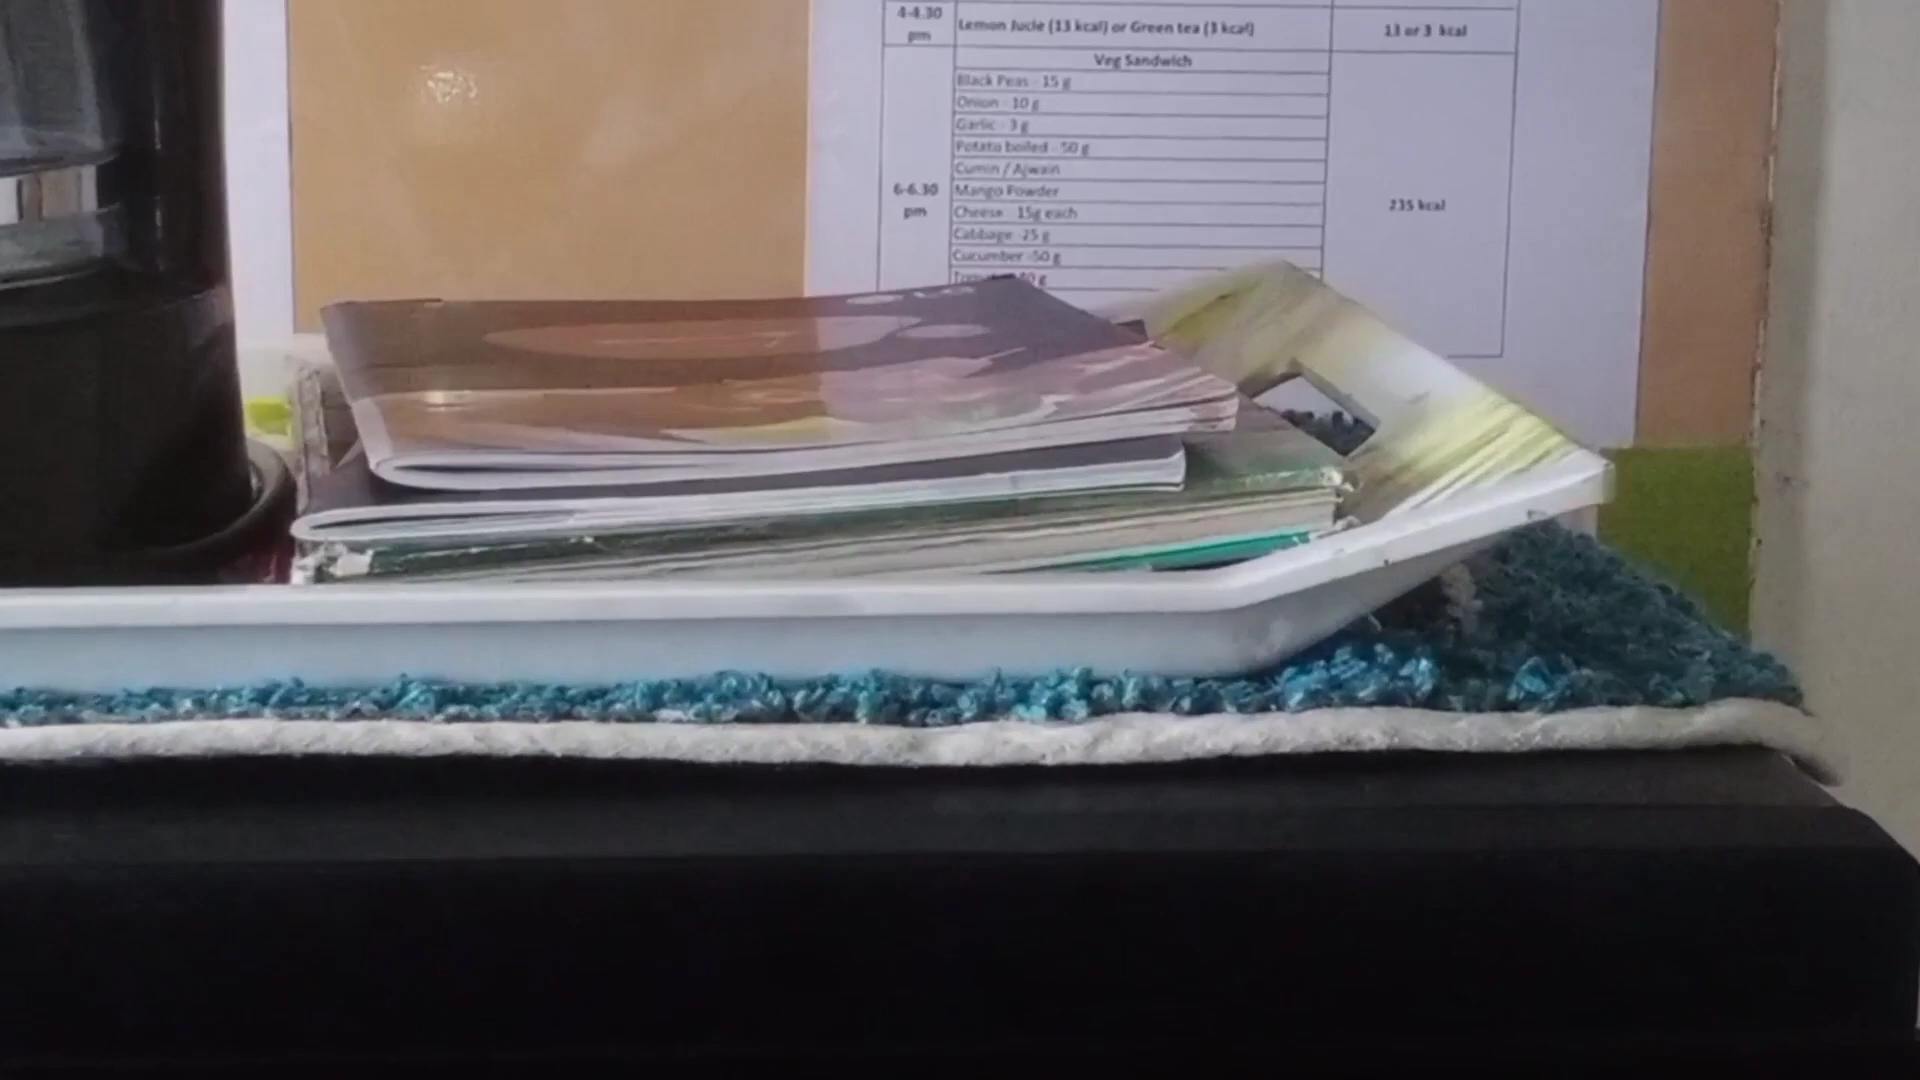 4-4.30
pm
Lemon Jucie (13 kcal) or Green tea (3 kcal)
13 or 3 kcal
Veg Sandwich
Black Peas - 15 g
Onion - 10 g
Garlic - 3 g
Potato boiled - 50 g
Cumin / Ajwain
6-6.30
pm
Mango Powder
Cheese - 15g each
Cabbage -25 g
Cucumber -50 g
235 kcal